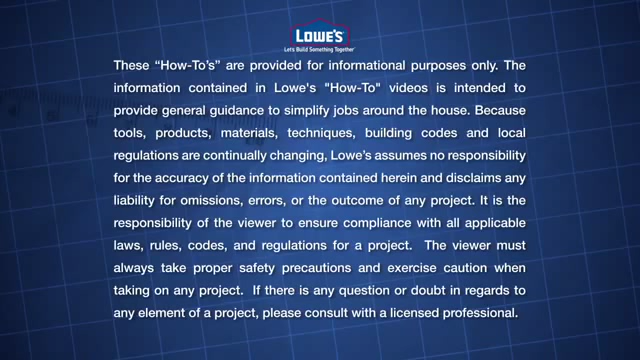 LOWE'S
Let's Build Something Together
These “How-To’s” are provided for informational purposes only. The
information contained in Lowe's "How-To" videos is intended to
provide general guidance to simplify jobs around the house. Because
tools, products, materials, techniques, building codes and local
regulations are continually changing, Lowe’s assumes no responsibility
for the accuracy of the information contained herein and disclaims any
liability for omissions, errors, or the outcome of any project. It is the
responsibility of the viewer to ensure compliance with all applicable
laws, rules, codes, and regulations for a project. The viewer must
always take proper safety precautions and exercise caution when
taking on any project. If there is any question or doubt in regards to
any element of a project, please consult with a licensed professional.